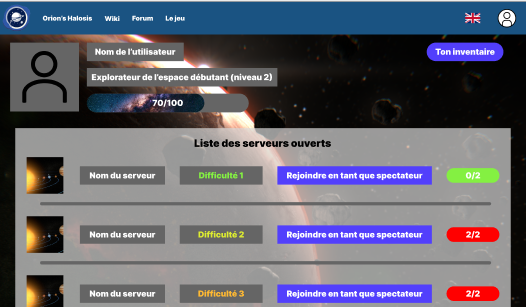 Orion's Halosis Wiki Forum Le jeu
Nom de l'utilisateur
Ton inventaire
Explorateur de l'espace débutant (niveau 2)
70/100
Liste des serveurs ouverts
Nom du serveur Difficulté 1 Rejoindre en tant que spectateur 0/2
Nom du serveur Difficulté 2 Rejoindre en tant que spectateur 2/2
Nom du serveur Difficulté 3 Rejoindre en tant que spectateur 2/2